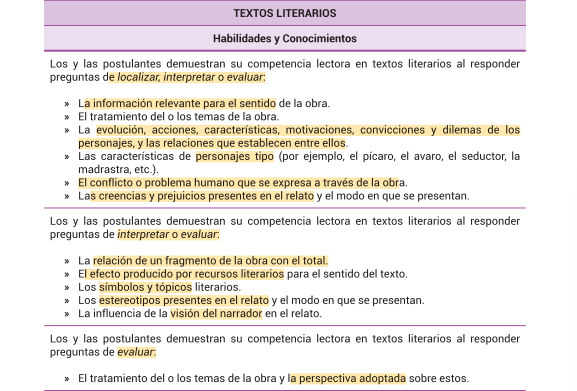 TEXTOS LITERARIOS
Habilidades y Conocimientos
Los y las postulantes demuestran su competencia lectora en textos literarios al responder
preguntas de localizar, interpretar o evaluar:
» La información relevante para el sentido de la obra.
» El tratamiento del o los temas de la obra.
» La evolución, acciones, características, motivaciones, convicciones y dilemas de los
personajes, y las relaciones que establecen entre ellos.
» Las características de personajes tipo (por ejemplo, el pícaro, el avaro, el seductor, la
madrastra, etc.).
» El conflicto o problema humano que se expresa a través de la obra.
» Las creencias y prejuicios presentes en el relato y el modo en que se presentan.
Los y las postulantes demuestran su competencia lectora en textos literarios al responder
preguntas de interpretar o evaluar:
» La relación de un fragmento de la obra con el total.
» El efecto producido por recursos literarios para el sentido del texto.
» Los símbolos y tópicos literarios.
» Los estereotipos presentes en el relato y el modo en que se presentan.
» La influencia de la visión del narrador en el relato.
Los y las postulantes demuestran su competencia lectora en textos literarios al responder
preguntas de evaluar:
» El tratamiento del o los temas de la obra y la perspectiva adoptada sobre estos.